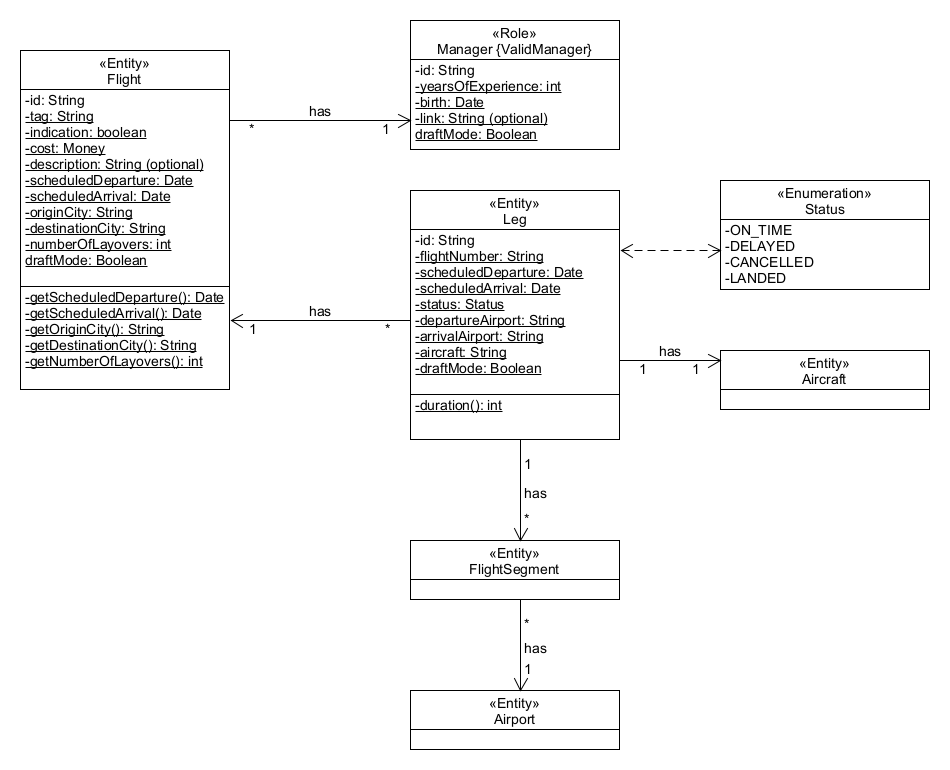 «Entity»
Flight
-id: String
-tag: String
-indication: boolean
-cost: Money
-description: String (optional)
-scheduledDeparture: Date
-scheduledArrival: Date
-originCity: String
-destinationCity: String
-numberOfLayovers: int
draftMode: Boolean
-getScheduledDeparture(): Date
-getScheduledArrival(): Date
-getOriginCity(): String
-getDestinationCity(): String
-getNumberOfLayovers(): int
has
*
1
«Role»
Manager {ValidManager}
-id: String
-yearsOfExperience: int
-birth: Date
-link: String (optional)
draftMode: Boolean
has
1
*
«Entity»
Leg
-id: String
-flightNumber: String
-scheduledDeparture: Date
-scheduledArrival: Date
-status: Status
-departureAirport: String
-arrivalAirport: String
-aircraft: String
-draftMode: Boolean
-duration(): int
«Enumeration»
Status
-ON_TIME
-DELAYED
-CANCELLED
-LANDED
has
1
1
«Entity»
Aircraft
1
has
*
«Entity»
FlightSegment
*
has
1
«Entity»
Airport